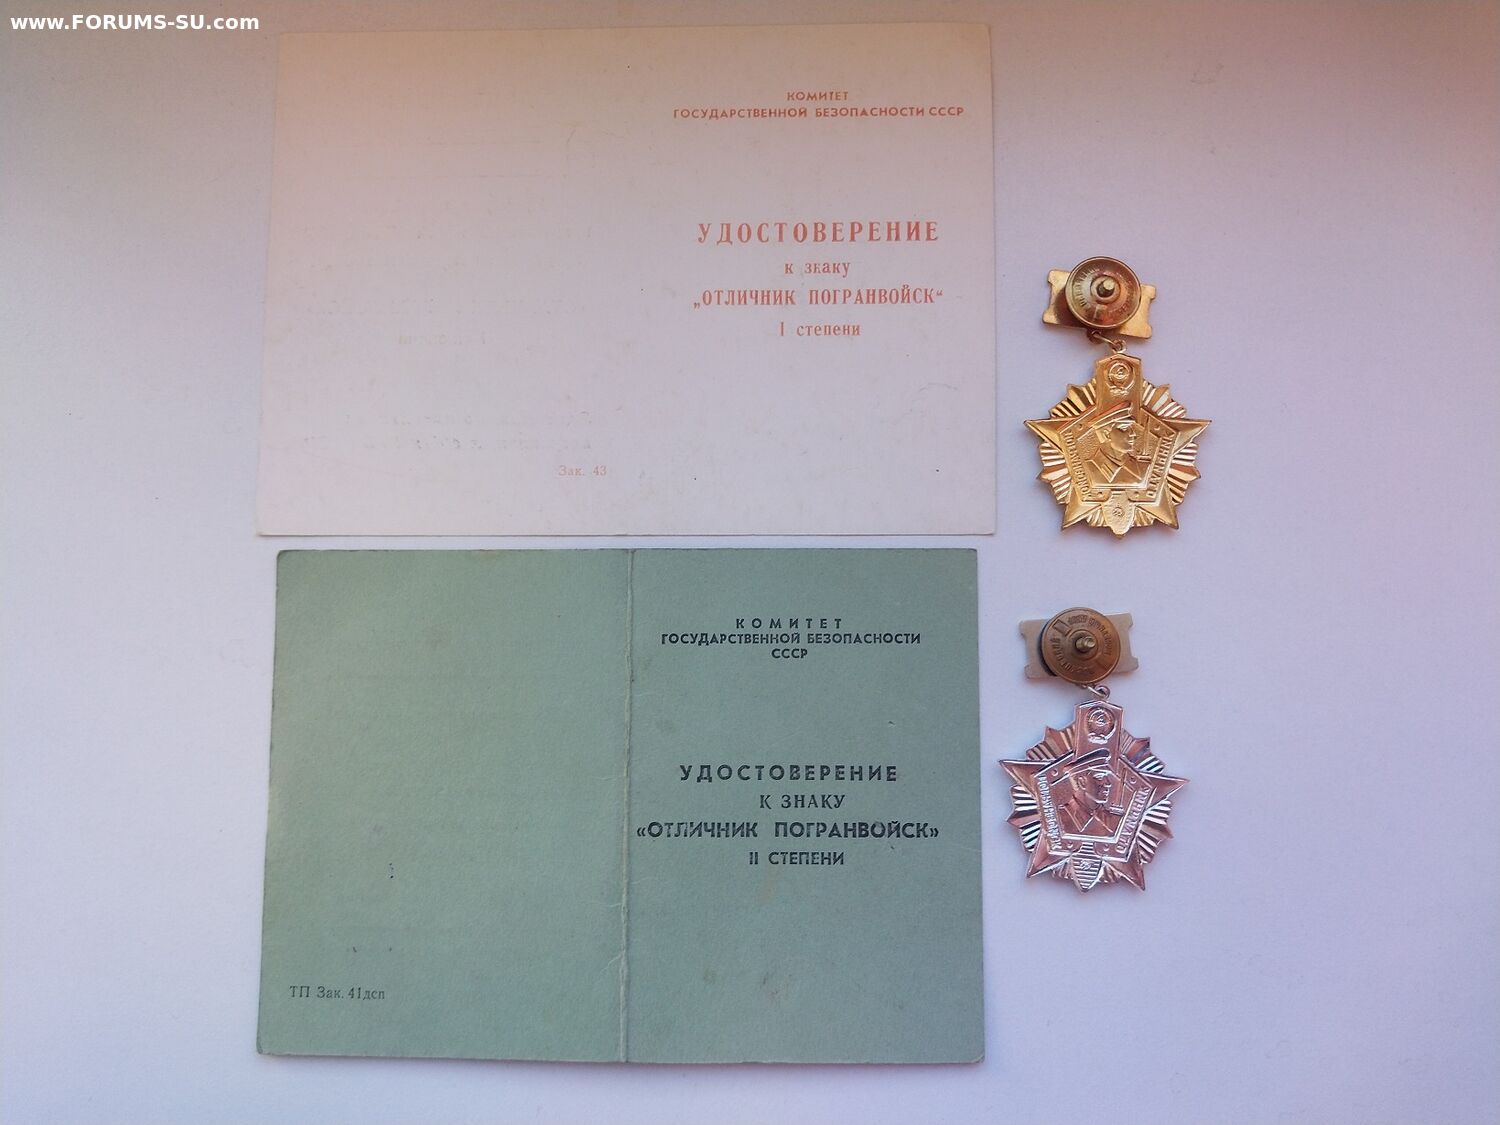 www.FORUMS-SU.com
КОМИТЕТ
ГОСУДАРСТВЕННОЙ БЕЗОПАСНОСТИ СССР
УДОСТОВЕРЕНИЕ
к знаку
„ОТЛИЧНИК ПОГРАНВОЙСК“
I степени
Зак. 43
КОМИТЕТ
ГОСУДАРСТВЕННОЙ БЕЗОПАСНОСТИ
СССР
УДОСТОВЕРЕНИЕ
К ЗНАКУ
«ОТЛИЧНИК ПОГРАНВОЙСК»
II СТЕПЕНИ
ТП Зак. 41дсп